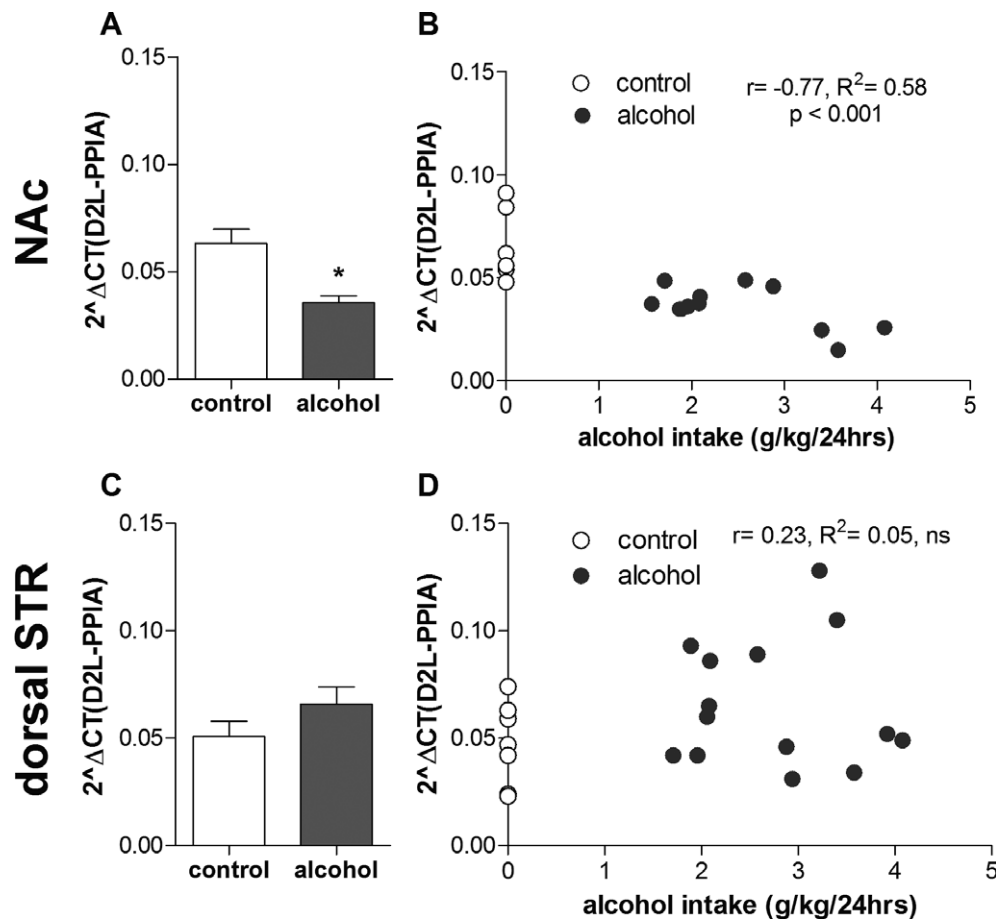 A
NAc
2^ΔCT(D2L-PPIA)
0.15
0.10
0.05
0.00
*
control
alcohol
B
2^ΔCT(D2L-PPIA)
0.15
0.10
0.05
0.00
control
alcohol
r= -0.77, R²= 0.58
p < 0.001
0
1
2
3
4
5
alcohol intake (g/kg/24hrs)
C
dorsal STR
2^ΔCT(D2L-PPIA)
0.15
0.10
0.05
0.00
control
alcohol
D
2^ΔCT(D2L-PPIA)
0.15
0.10
0.05
0.00
control
alcohol
r= 0.23, R²= 0.05, ns
0
1
2
3
4
5
alcohol intake (g/kg/24hrs)